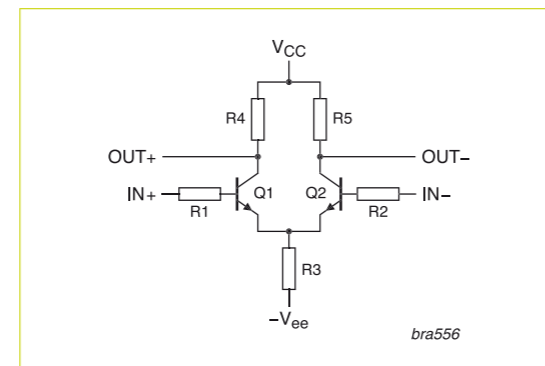 VCC
R4 R5
OUT+ OUT−
IN+ R1 Q1 Q2 R2 IN−
R3
−Vee
bra556